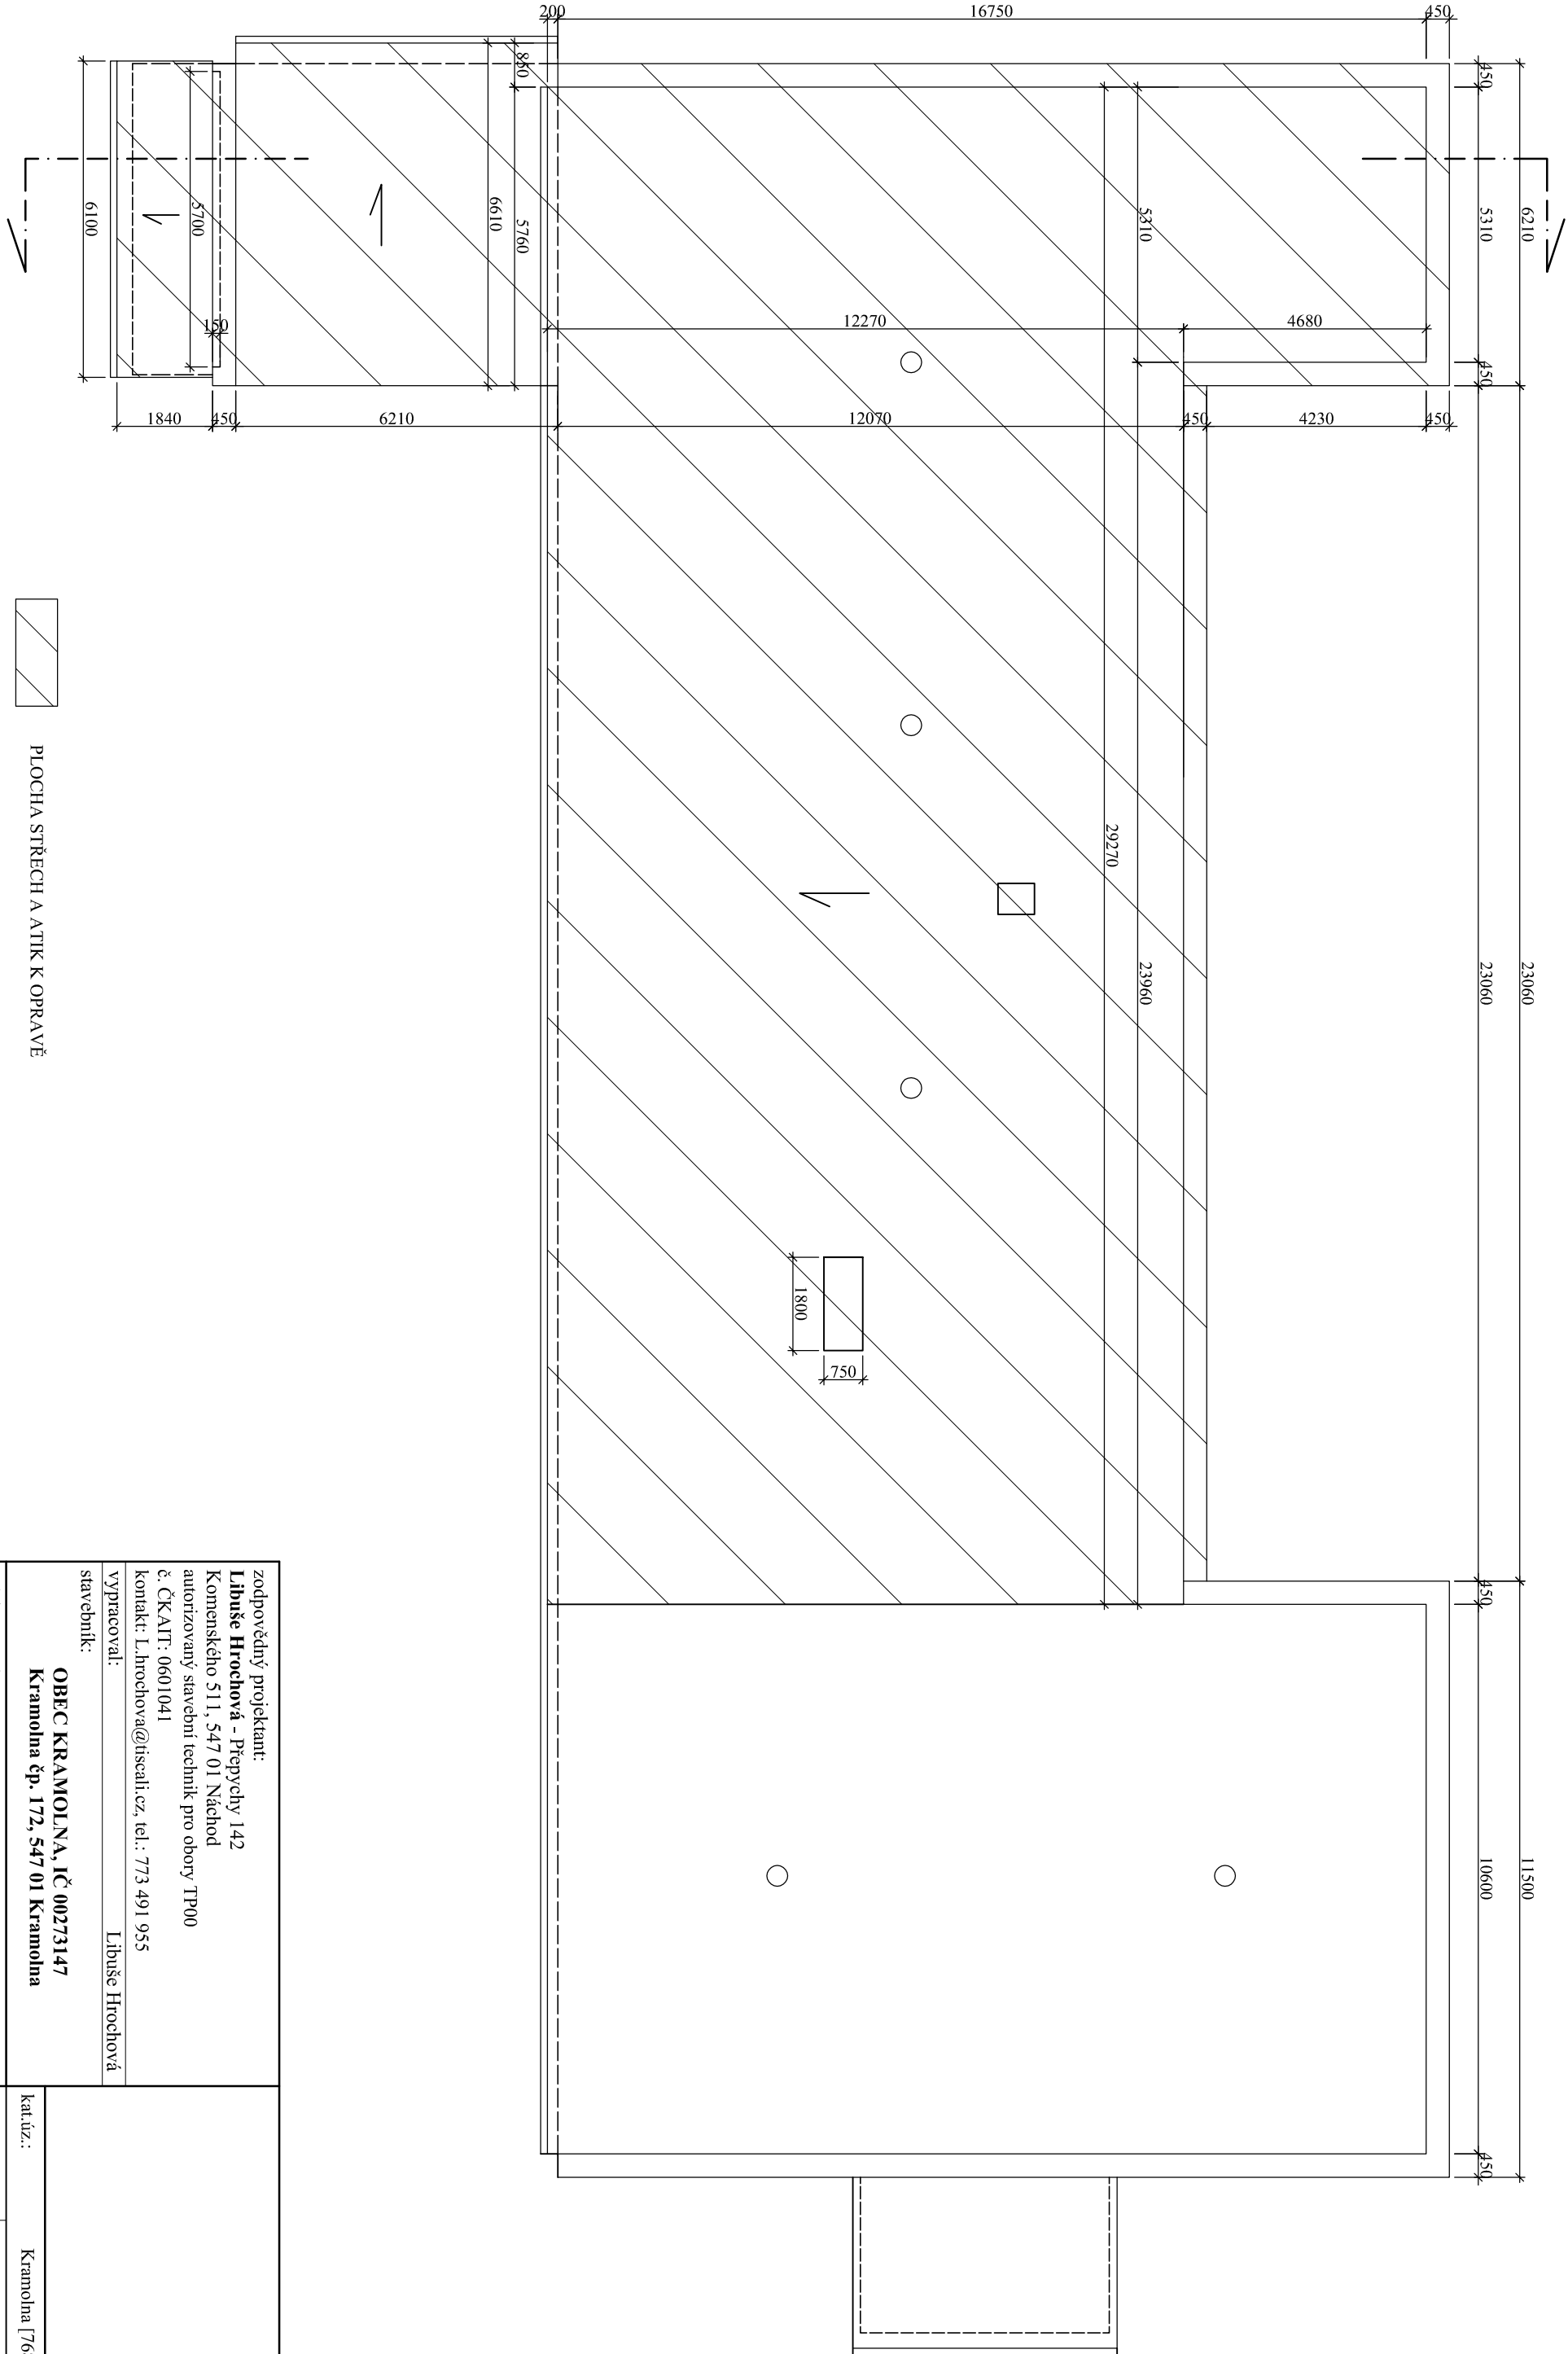 200
16750
450
450
5310
450
23060
450
10600
450
6210
23060
11500
850
5760
6610
5310
23960
29270
12270
4680
1840
450
6210
12070
450
4230
450
5700
150
6100
1800
750
PLOCHA STŘECH A ATIK K OPRAVĚ
zodpovědný projektant:
Libuše Hrochová - Přepychy 142
Komenského 511, 547 01 Náchod
autorizovaný stavební technik pro obory TP00
č. ČKAIT: 0601041
kontakt: L.hrochova@tiscali.cz, tel.: 773 491 955
vypracoval: Libuše Hrochová
stavebník:
OBEC KRAMOLNA, IČ 00273147
Kramolna čp. 172, 547 01 Kramolna
kat.úz.: Kramolna [76